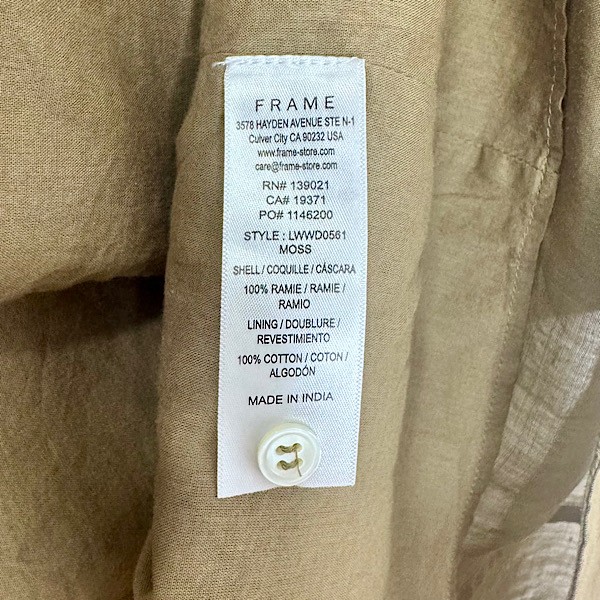 FRAME
3578 HAYDEN AVENUE STE N-1
Culver City CA 90232 USA
www.frame-store.com
care@frame-store.com
RN# 139021
CA# 19371
PO# 1146200
STYLE : LWWD0561
MOSS
SHELL / COQUILLE / CÁSCARA
100% RAMIE / RAMIE /
RAMIO
LINING / DOUBLURE /
REVESTIMIENTO
100% COTTON / COTON /
ALGODÓN
MADE IN INDIA